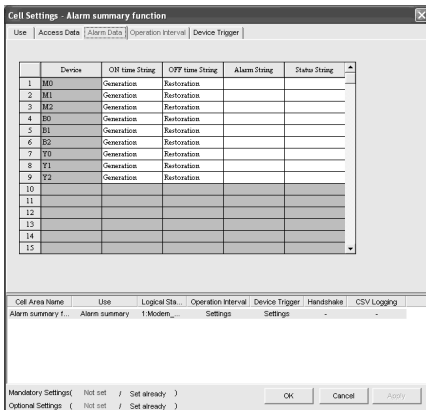 Cell Settings - Alarm summary function
Use Access Data Alarm Data Operation Interval Device Trigger
Device ON time String OFF time String Alarm String Status String
1 M0 Generation Restoration
2 M1 Generation Restoration
3 M2 Generation Restoration
4 B0 Generation Restoration
5 B1 Generation Restoration
6 B2 Generation Restoration
7 Y0 Generation Restoration
8 Y1 Generation Restoration
9 Y2 Generation Restoration
10
11
12
13
14
15
Cell Area Name Use Logical Sta... Operation Interval Device Trigger Handshake CSV Logging
Alarm summary f... Alarm summary 1:Modem_... Settings Settings - -
Mandatory Settings( Not set / Set already )
Optional Settings ( Not set / Set already )
OK Cancel Apply